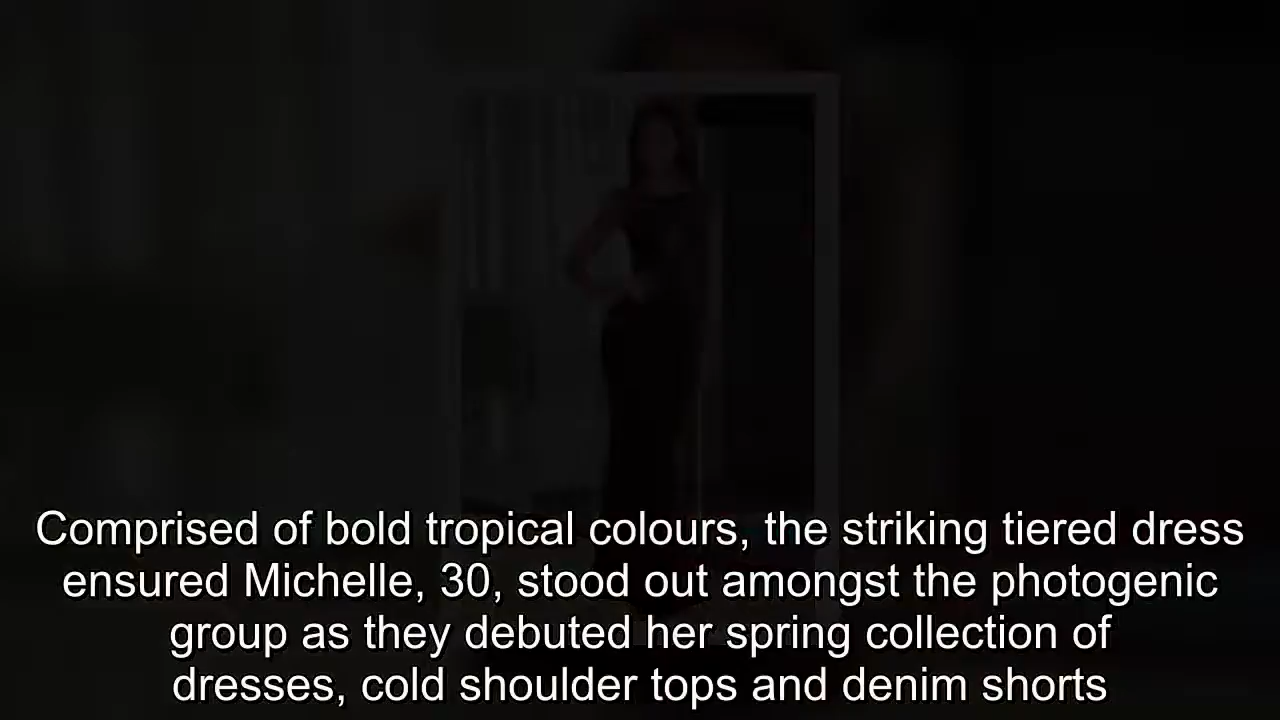 Comprised of bold tropical colours, the striking tiered dress
ensured Michelle, 30, stood out amongst the photogenic
group as they debuted her spring collection of
dresses, cold shoulder tops and denim shorts